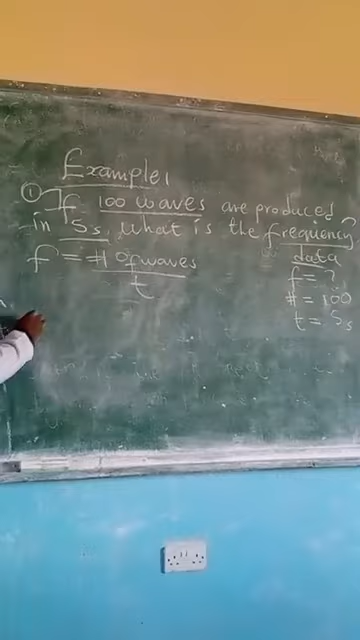 Example 1
① If 100 waves are produced
in 5s, what is the frequency?
f = # of waves
t
data
f = ?
# = 100
t = 5s